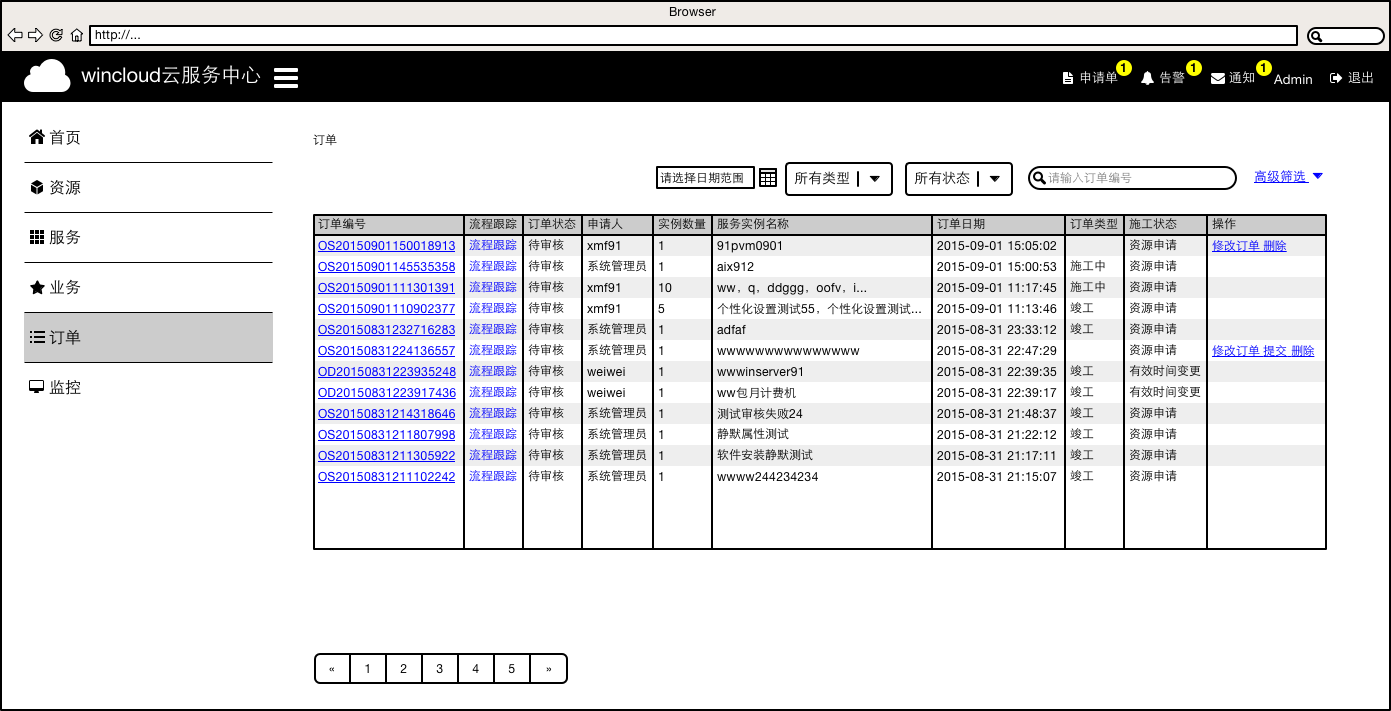 Browser
http://...
wincloud云服务中心 申请单 1 告警 1 通知 1 Admin 退出
首页
资源
服务
业务
订单
监控
订单
请选择日期范围 所有类型 所有状态 请输入订单编号 高级筛选
订单编号 流程跟踪 订单状态 申请人 实例数量 服务实例名称 订单日期 订单类型 施工状态 操作
OS20150901150018913 流程跟踪 待审核 xmf91 1 91pvm0901 2015-09-01 15:05:02 资源申请 修改订单 删除
OS20150901145535358 流程跟踪 待审核 系统管理员 1 aix912 2015-09-01 15:00:53 施工中 资源申请
OS20150901111301391 流程跟踪 待审核 xmf91 10 ww，q，ddggg，oofv，i... 2015-09-01 11:17:45 施工中 资源申请
OS20150901110902377 流程跟踪 待审核 xmf91 5 个性化设置测试55，个性化设置测试... 2015-09-01 11:13:46 竣工 资源申请
OS20150831232716283 流程跟踪 待审核 系统管理员 1 adfaf 2015-08-31 23:33:12 竣工 资源申请
OS20150831224136557 流程跟踪 待审核 系统管理员 1 wwwwwwwwwwwwwww 2015-08-31 22:47:29 资源申请 修改订单 提交 删除
OD20150831223935248 流程跟踪 待审核 weiwei 1 wwwinserver91 2015-08-31 22:39:35 竣工 有效时间变更
OD20150831223917436 流程跟踪 待审核 weiwei 1 ww包月计费机 2015-08-31 22:39:17 竣工 有效时间变更
OS20150831214318646 流程跟踪 待审核 系统管理员 1 测试审核失败24 2015-08-31 21:48:37 竣工 资源申请
OS20150831211807998 流程跟踪 待审核 系统管理员 1 静默属性测试 2015-08-31 21:22:12 竣工 资源申请
OS20150831211305922 流程跟踪 待审核 系统管理员 1 软件安装静默测试 2015-08-31 21:17:11 竣工 资源申请
OS20150831211102242 流程跟踪 待审核 系统管理员 1 wwww244234234 2015-08-31 21:15:07 竣工 资源申请
« 1 2 3 4 5 »